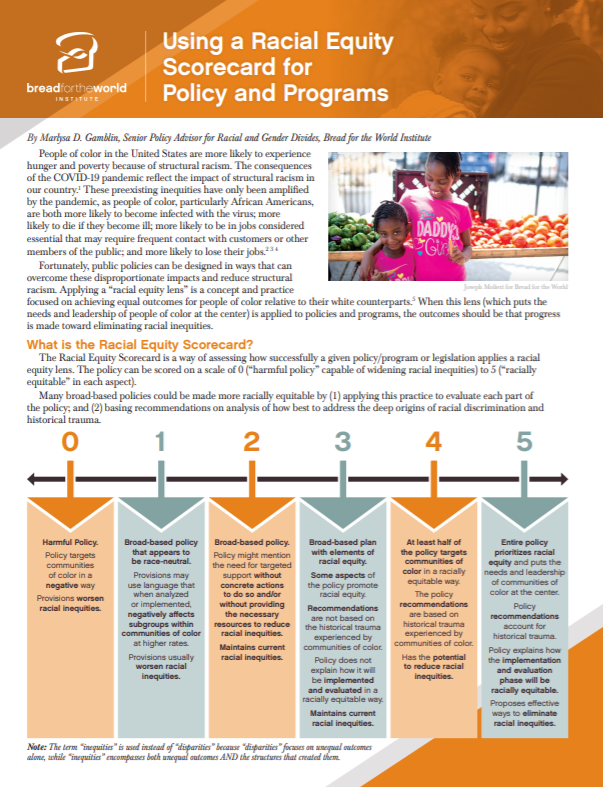 breadfortheworld
INSTITUTE
Using a Racial Equity
Scorecard for
Policy and Programs
By Marlysa D. Gamblin, Senior Policy Advisor for Racial and Gender Divides, Bread for the World Institute
People of color in the United States are more likely to experience
hunger and poverty because of structural racism. The consequences
of the COVID-19 pandemic reflect the impact of structural racism in
our country.¹ These preexisting inequities have only been amplified
by the pandemic, as people of color, particularly African Americans,
are both more likely to become infected with the virus; more
likely to die if they become ill; more likely to be in jobs considered
essential that may require frequent contact with customers or other
members of the public; and more likely to lose their jobs.² ³ ⁴
Fortunately, public policies can be designed in ways that can
overcome these disproportionate impacts and reduce structural
racism. Applying a “racial equity lens” is a concept and practice
DADDY'S
Girl
Joseph Molieri for Bread for the World
focused on achieving equal outcomes for people of color relative to their white counterparts.⁵ When this lens (which puts the
needs and leadership of people of color at the center) is applied to policies and programs, the outcomes should be that progress
is made toward eliminating racial inequities.
What is the Racial Equity Scorecard?
The Racial Equity Scorecard is a way of assessing how successfully a given policy/program or legislation applies a racial
equity lens. The policy can be scored on a scale of 0 (“harmful policy” capable of widening racial inequities) to 5 (“racially
equitable” in each aspect).
Many broad-based policies could be made more racially equitable by (1) applying this practice to evaluate each part of
the policy; and (2) basing recommendations on analysis of how best to address the deep origins of racial discrimination and
historical trauma.
0
1
2
3
4
5
Harmful Policy.
Policy targets
communities
of color in a
negative way
Provisions worsen
racial inequities.
Broad-based policy
that appears to
be race-neutral.
Provisions may
use language that
when analyzed
or implemented,
negatively affects
subgroups within
communities of color
at higher rates.
Provisions usually
worsen racial
inequities.
Broad-based policy.
Policy might mention
the need for targeted
support without
concrete actions
to do so and/or
without providing
the necessary
resources to reduce
racial inequities.
Maintains current
racial inequities.
Broad-based plan
with elements of
racial equity.
Some aspects of
the policy promote
racial equity.
Recommendations
are not based on
the historical trauma
experienced by
communities of color.
Policy does not
explain how it will
be implemented
and evaluated in a
racially equitable way.
Maintains current
racial inequities.
At least half of
the policy targets
communities of
color in a racially
equitable way.
The policy
recommendations
are based on
historical trauma
experienced by
communities of color.
Has the potential
to reduce racial
inequities.
Entire policy
prioritizes racial
equity and puts the
needs and leadership
of communities of
color at the center.
Policy
recommendations
account for
historical trauma.
Policy explains how
the implementation
and evaluation
phase will be
racially equitable.
Proposes effective
ways to eliminate
racial inequities.
Note: The term “inequities” is used instead of “disparities” because “disparities” focuses on unequal outcomes
alone, while “inequities” encompasses both unequal outcomes AND the structures that created them.